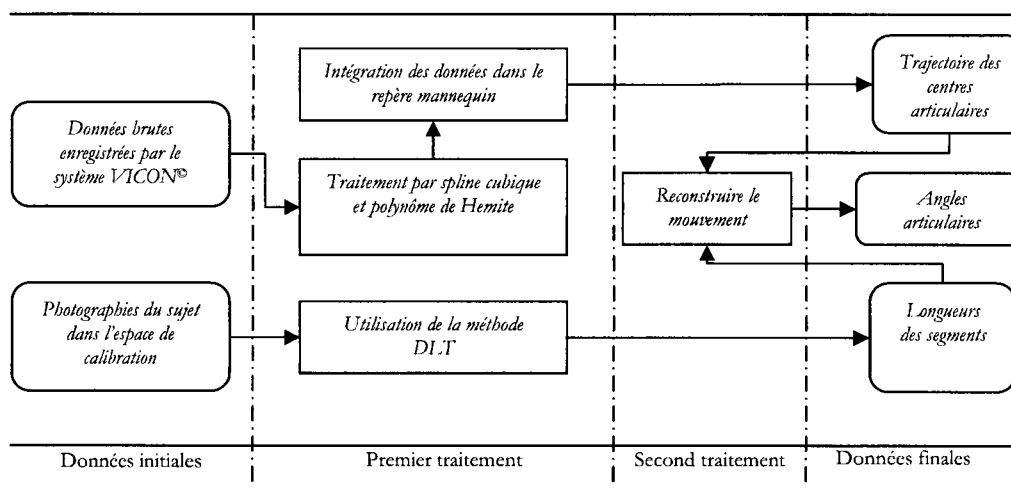 Intégration des données dans le
repère mannequin
Trajectoire des
centres
articulaires
Données brutes
enregistrées par le
système VICON©
Traitement par spline cubique
et polynôme de Hemite
Reconstruire le
mouvement
Angles
articulaires
Photographies du sujet
dans l'espace de
calibration
Utilisation de la méthode
DLT
Longueurs
des segments
Données initiales
Premier traitement
Second traitement
Données finales